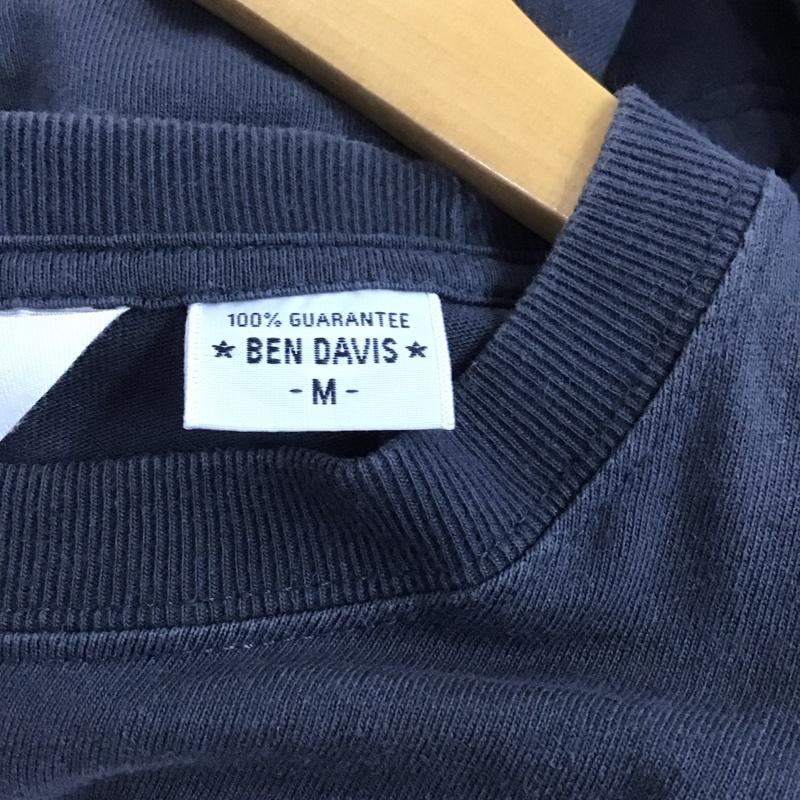 100% GUARANTEE
★ BEN DAVIS ★
- M -